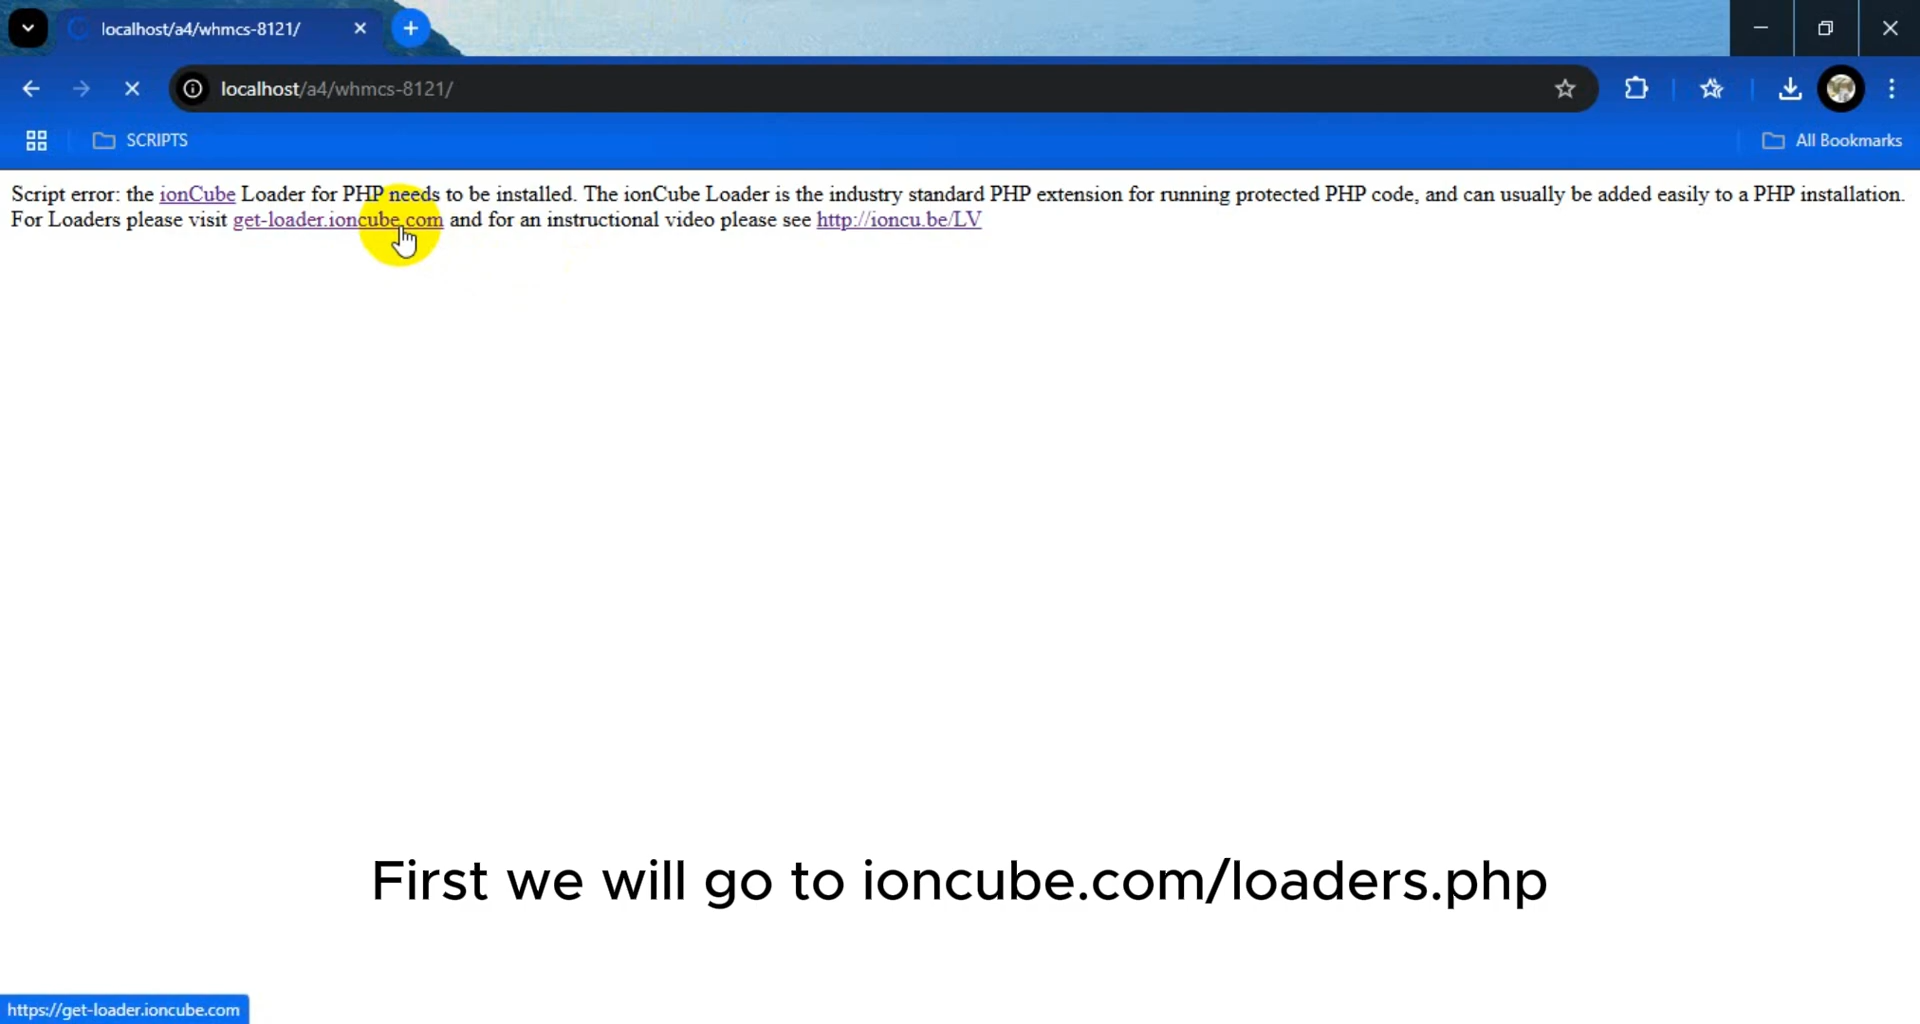 localhost/a4/whmcs-8121/
localhost/a4/whmcs-8121/
SCRIPTS
All Bookmarks
Script error: the ionCube Loader for PHP needs to be installed. The ionCube Loader is the industry standard PHP extension for running protected PHP code, and can usually be added easily to a PHP installation.
For Loaders please visit get-loader.ioncube.com and for an instructional video please see http://ioncu.be/LV
First we will go to ioncube.com/loaders.php
https://get-loader.ioncube.com